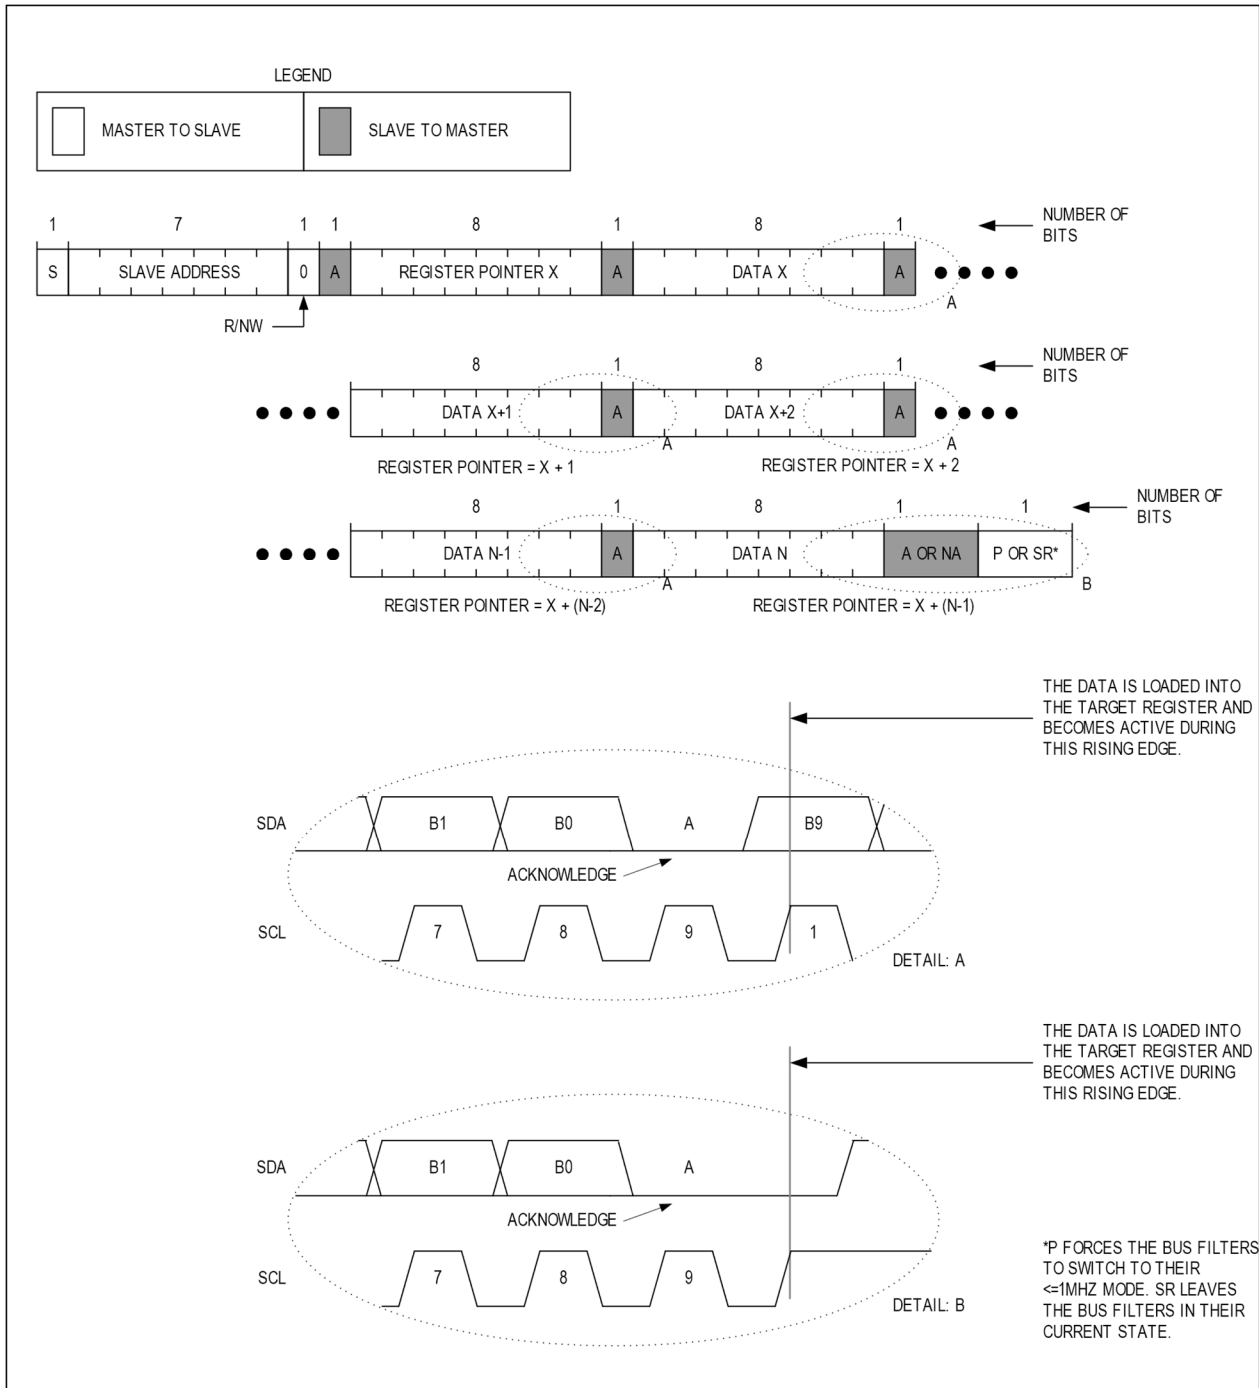 LEGEND
MASTER TO SLAVE
SLAVE TO MASTER
1 7 1 1 8 1 8 1
NUMBER OF
BITS
S SLAVE ADDRESS 0 A REGISTER POINTER X A DATA X A
A
R/NW
8 1 8 1
NUMBER OF
BITS
DATA X+1 A DATA X+2 A
A A
REGISTER POINTER = X + 1 REGISTER POINTER = X + 2
8 1 8 1 1
NUMBER OF
BITS
DATA N-1 A DATA N A OR NA P OR SR*
A B
REGISTER POINTER = X + (N-2) REGISTER POINTER = X + (N-1)
THE DATA IS LOADED INTO
THE TARGET REGISTER AND
BECOMES ACTIVE DURING
THIS RISING EDGE.
SDA B1 B0 A B9
ACKNOWLEDGE
SCL 7 8 9 1
DETAIL: A
THE DATA IS LOADED INTO
THE TARGET REGISTER AND
BECOMES ACTIVE DURING
THIS RISING EDGE.
SDA B1 B0 A
ACKNOWLEDGE
SCL 7 8 9
DETAIL: B
*P FORCES THE BUS FILTERS
TO SWITCH TO THEIR
<=1MHZ MODE. SR LEAVES
THE BUS FILTERS IN THEIR
CURRENT STATE.